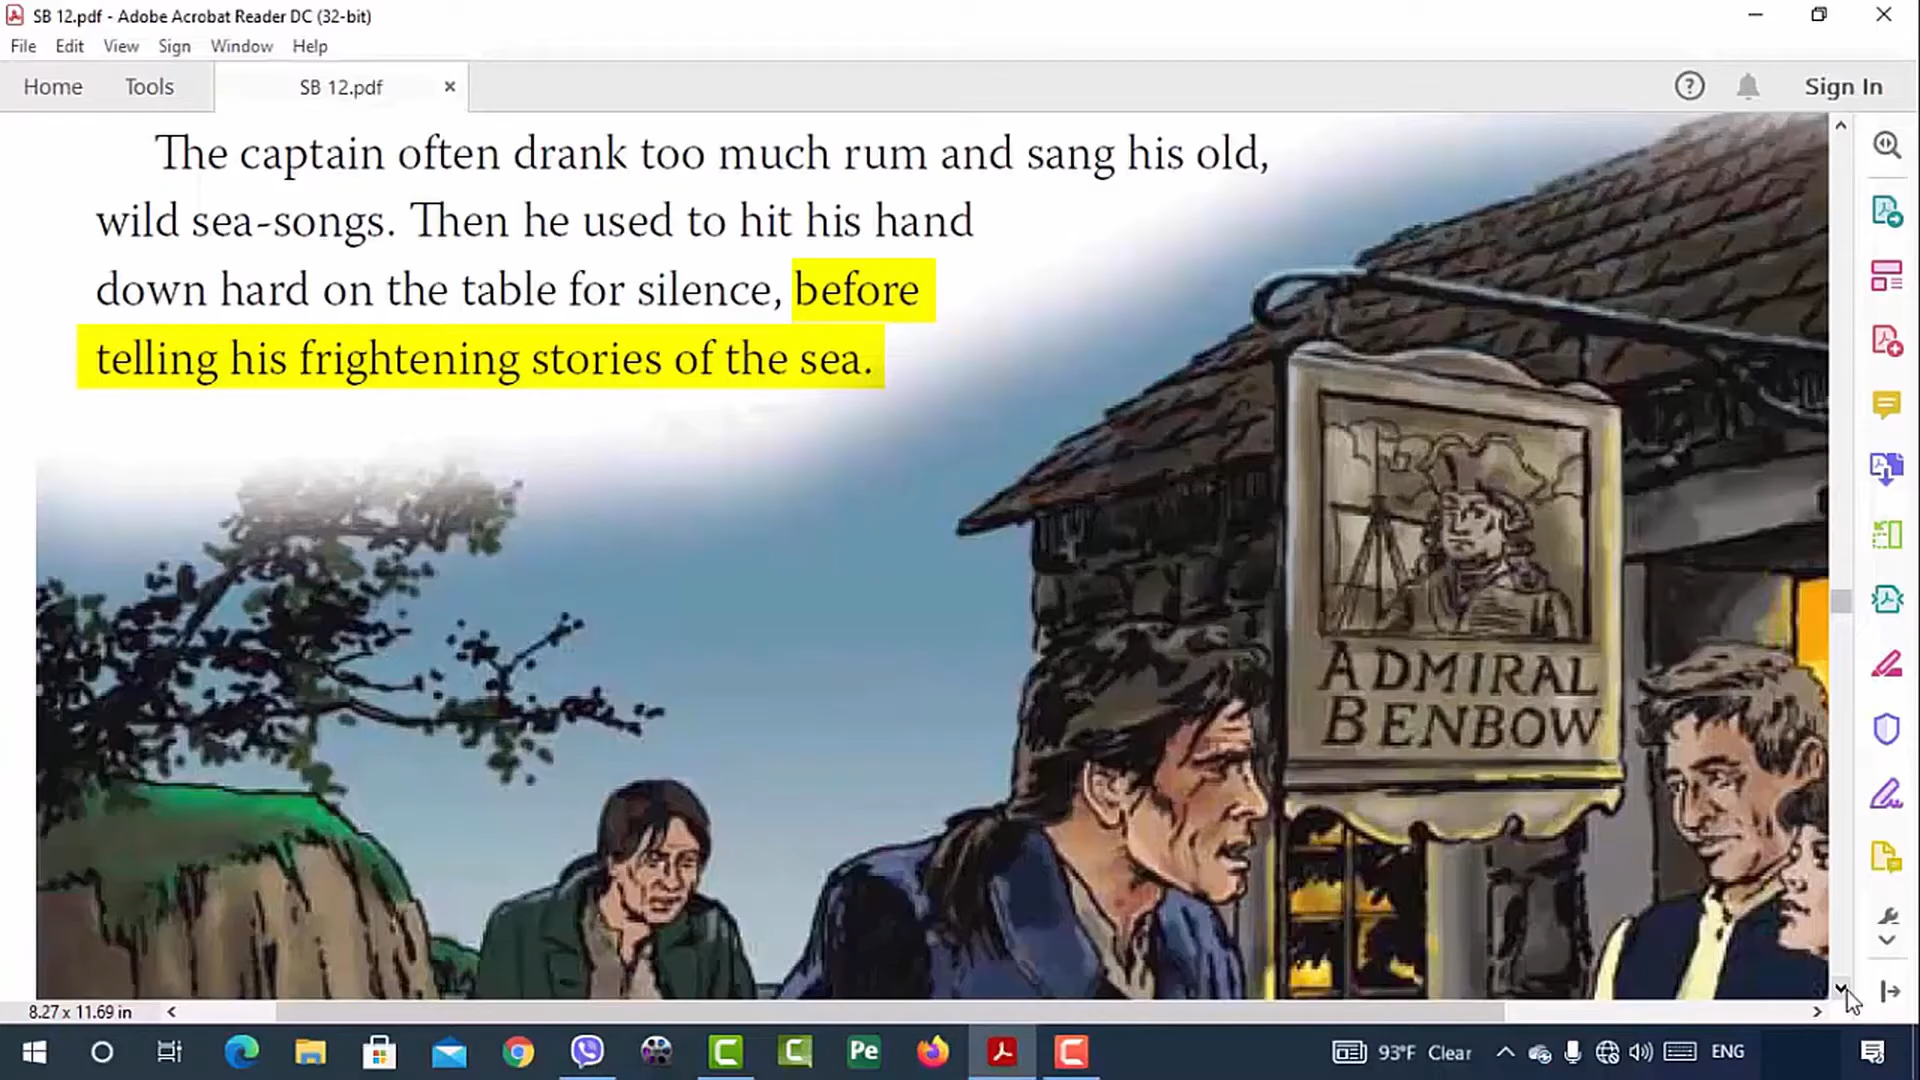 SB 12.pdf - Adobe Acrobat Reader DC (32-bit)
File Edit View Sign Window Help
Home Tools SB 12.pdf × Sign In
The captain often drank too much rum and sang his old,
wild sea-songs. Then he used to hit his hand
down hard on the table for silence, before
telling his frightening stories of the sea.
ADMIRAL
BENBOW
8.27 x 11.69 in
Pe 93°F Clear ENG